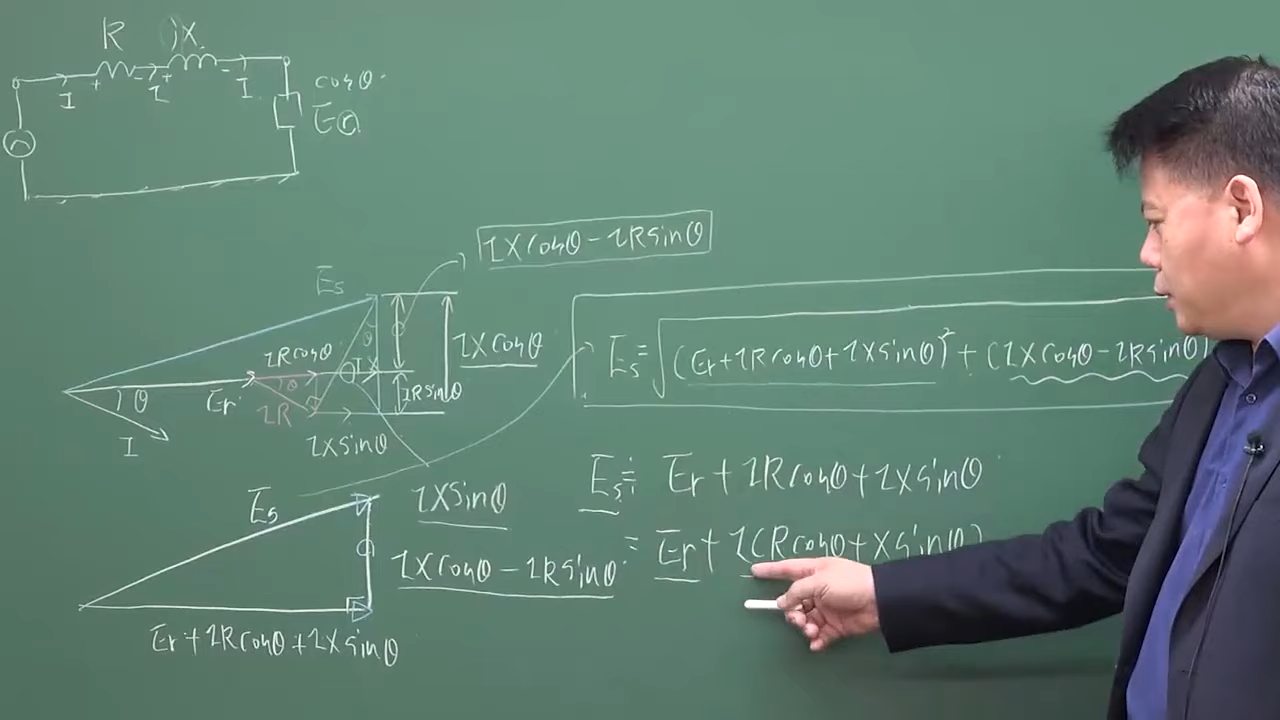 R jX
I I I
cosθ
Er
IXcosθ - IRsinθ
Es
IRcosθ
θ
IX
IXcosθ
θ
θ
Er
IR
IRsinθ
I
IXsinθ
Es = √(Er + IRcosθ + IXsinθ)² + (IXcosθ - IRsinθ)
Es ≒ Er + IRcosθ + IXsinθ
= Er + I(Rcosθ + Xsinθ)
Es
IXsinθ
IXcosθ - IRsinθ
Er + IRcosθ + IXsinθ